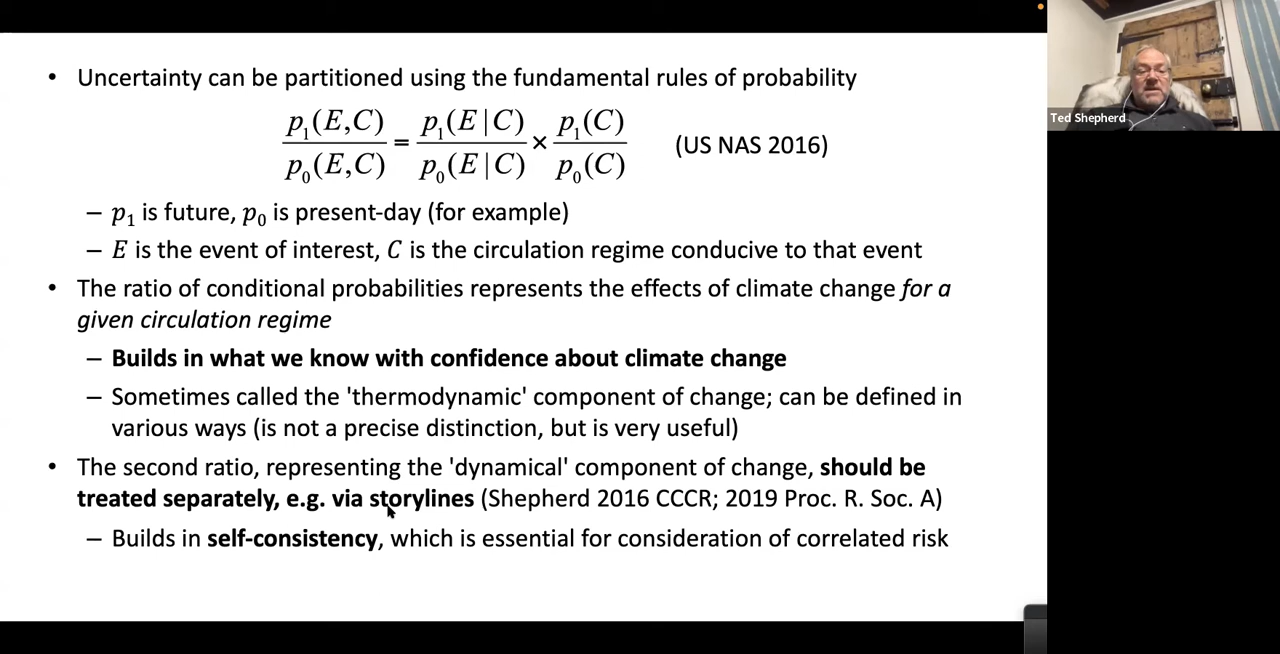 • Uncertainty can be partitioned using the fundamental rules of probability
p₁(E,C) / p₀(E,C) = p₁(E|C) / p₀(E|C) × p₁(C) / p₀(C) (US NAS 2016)
– p₁ is future, p₀ is present-day (for example)
– E is the event of interest, C is the circulation regime conducive to that event
• The ratio of conditional probabilities represents the effects of climate change for a
given circulation regime
– Builds in what we know with confidence about climate change
– Sometimes called the 'thermodynamic' component of change; can be defined in
various ways (is not a precise distinction, but is very useful)
• The second ratio, representing the 'dynamical' component of change, should be
treated separately, e.g. via storylines (Shepherd 2016 CCCR; 2019 Proc. R. Soc. A)
– Builds in self-consistency, which is essential for consideration of correlated risk
Ted Shepherd